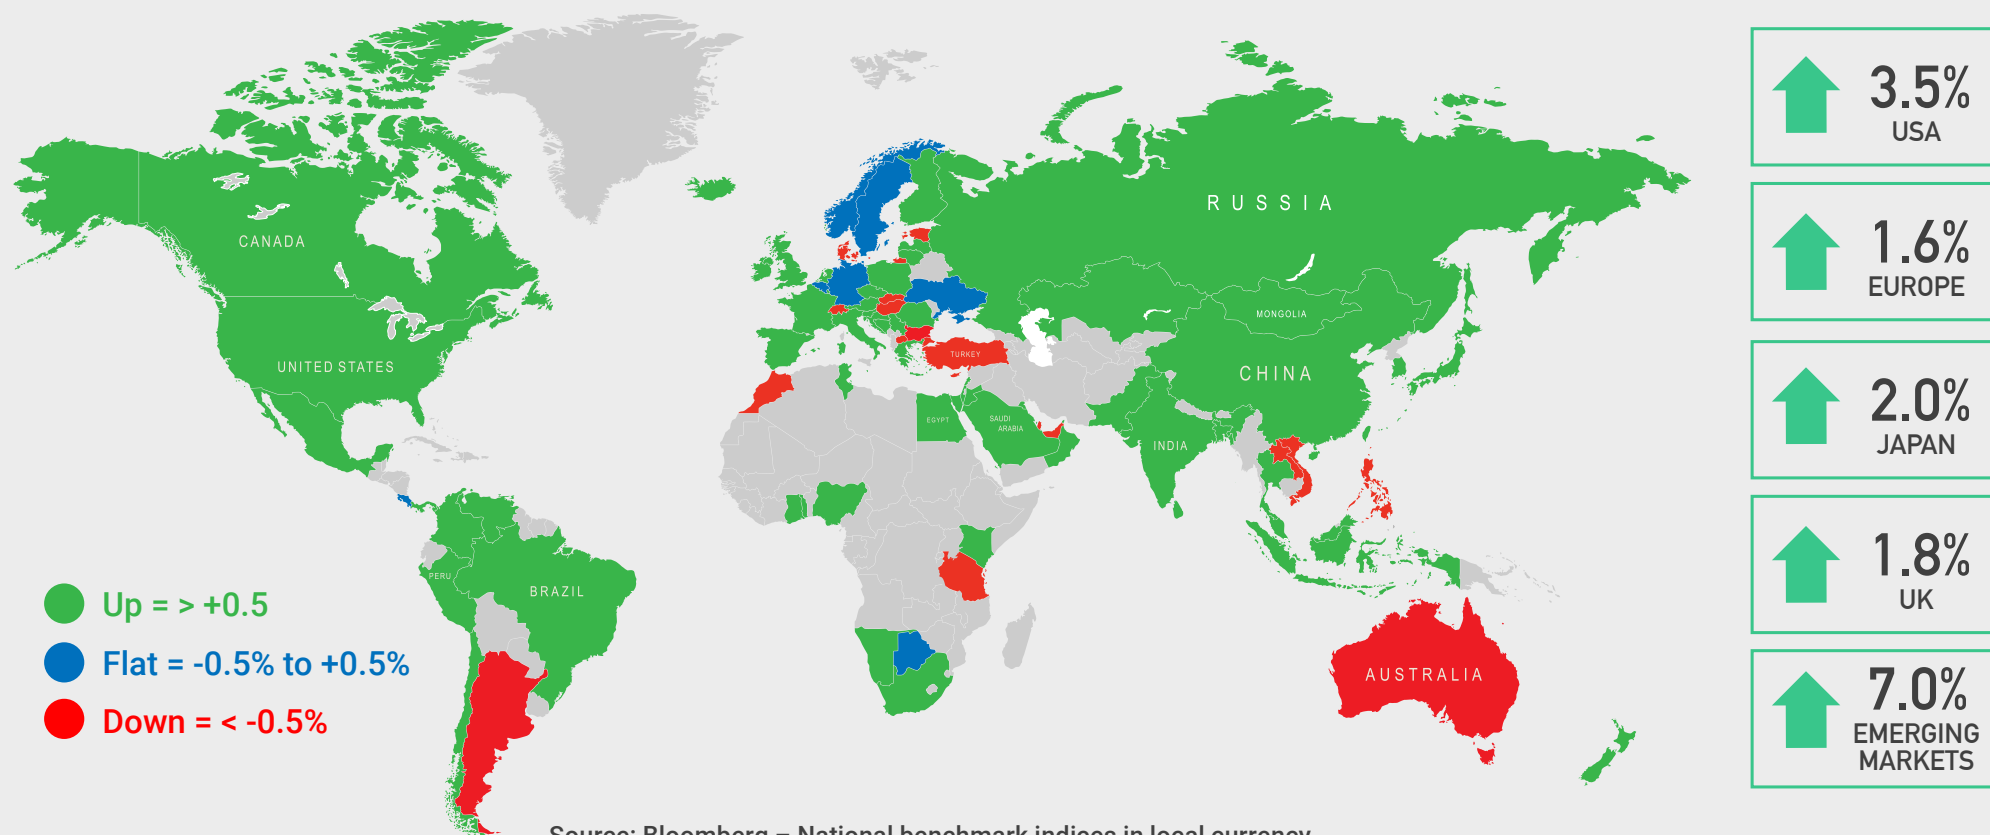 CANADA
UNITED STATES
RUSSIA
MONGOLIA
CHINA
TURKEY
EGYPT
SAUDI
ARABIA
INDIA
PERU
BRAZIL
AUSTRALIA
Up = > +0.5
Flat = -0.5% to +0.5%
Down = < -0.5%
3.5%
USA
1.6%
EUROPE
2.0%
JAPAN
1.8%
UK
7.0%
EMERGING
MARKETS
Source: Bloomberg – National benchmark indices in local currency